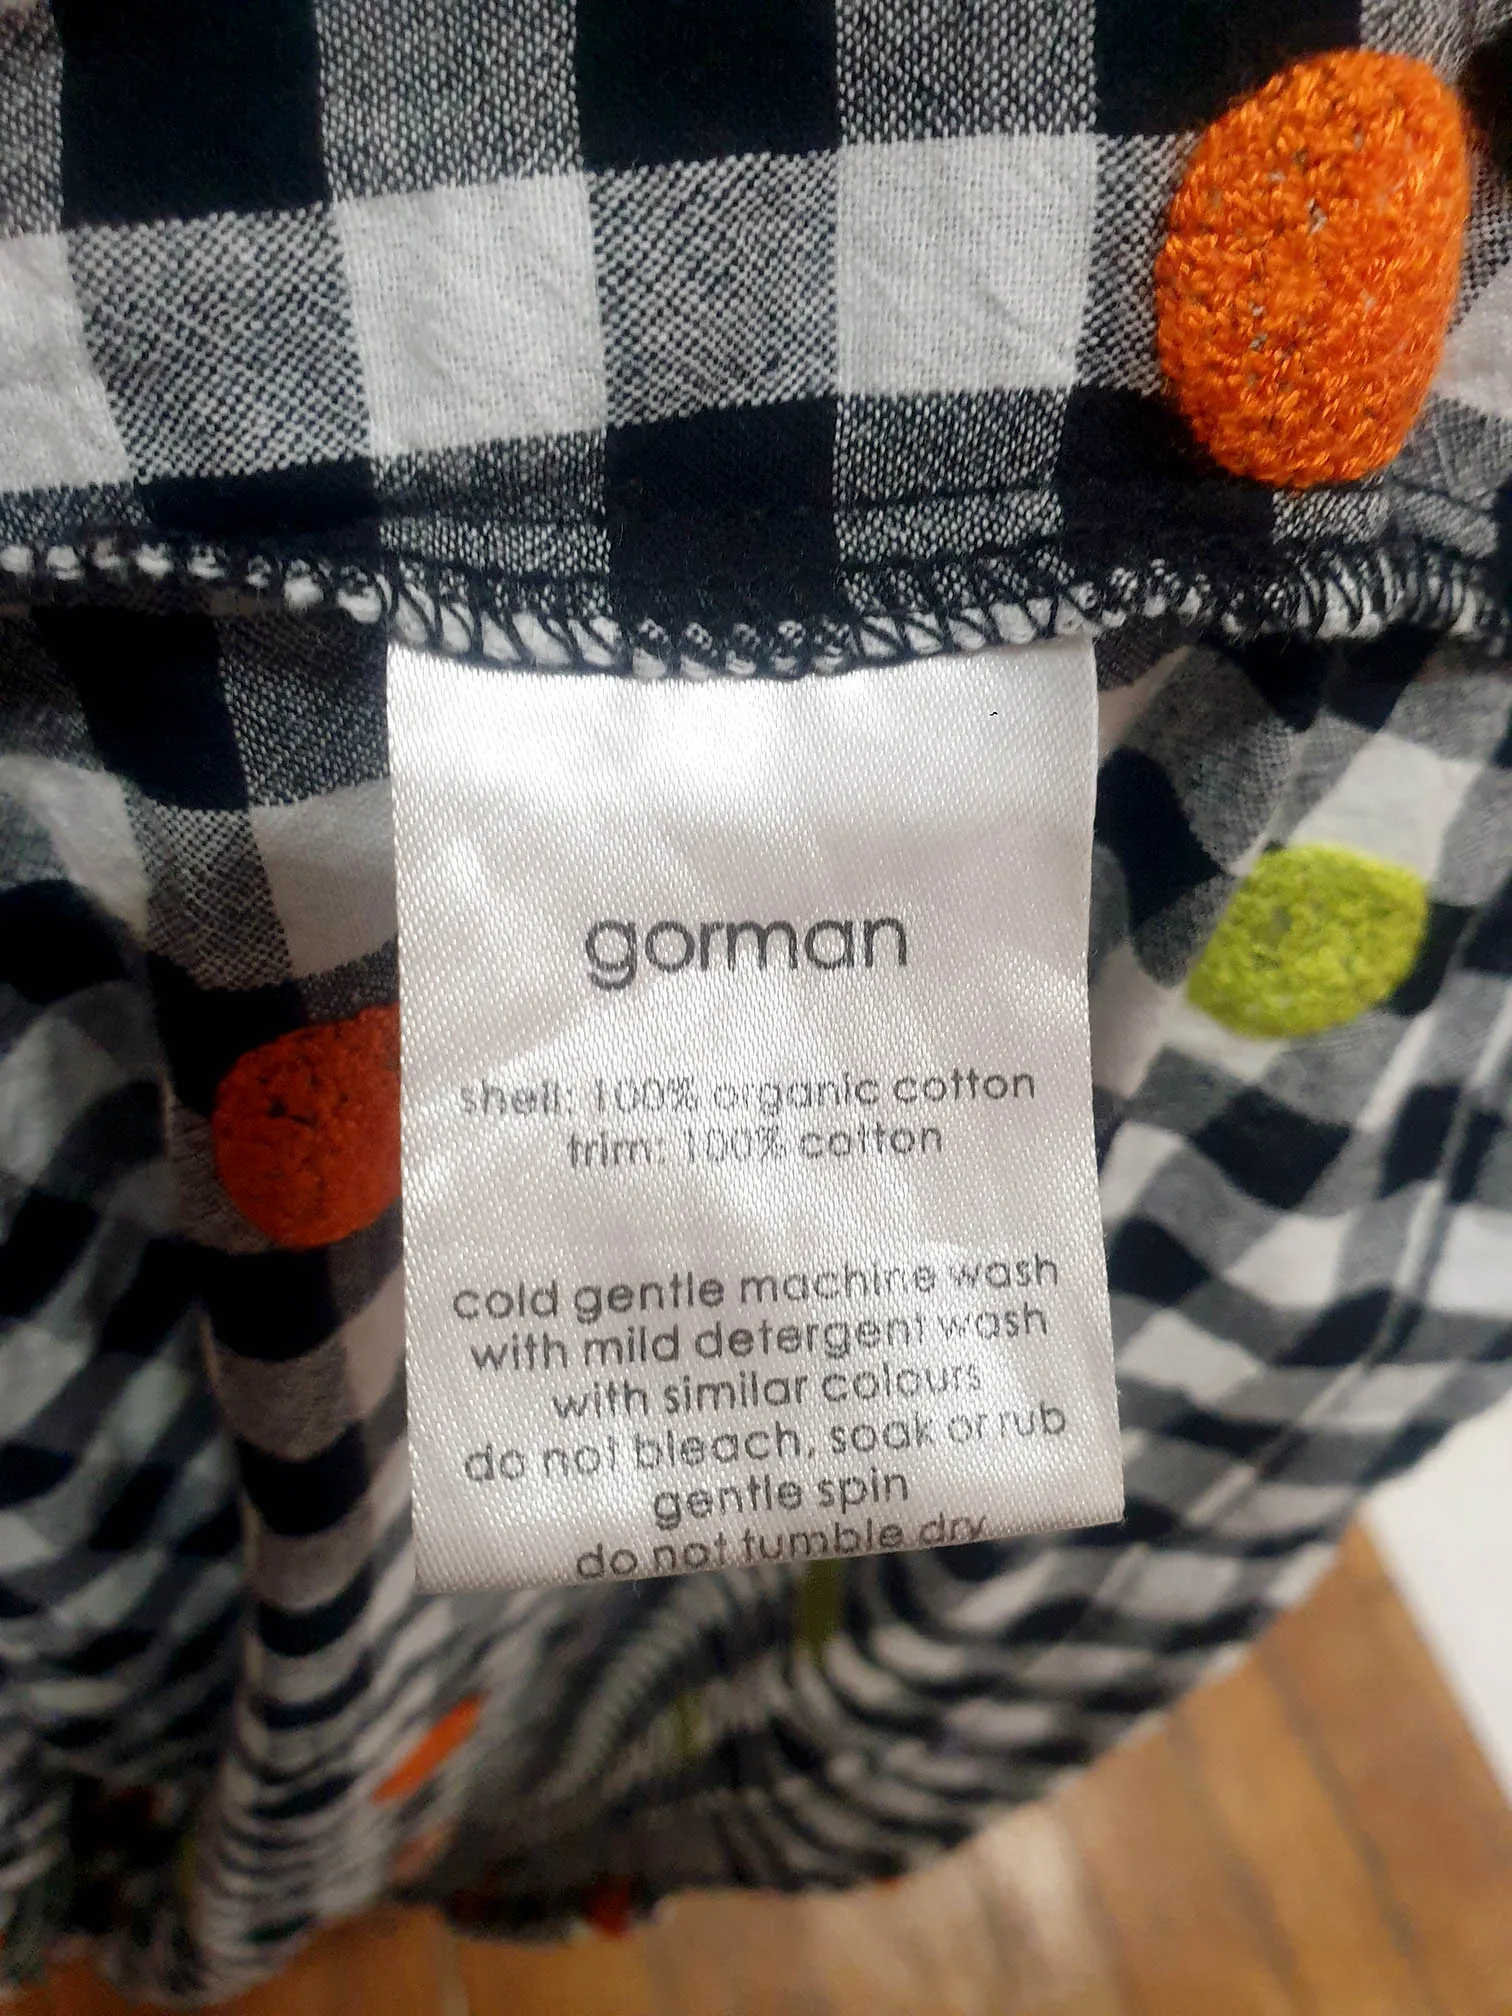 gorman
shell: 100% organic cotton
trim: 100% cotton
cold gentle machine wash
with mild detergent wash
with similar colours
do not bleach, soak or rub
gentle spin
do not tumble dry